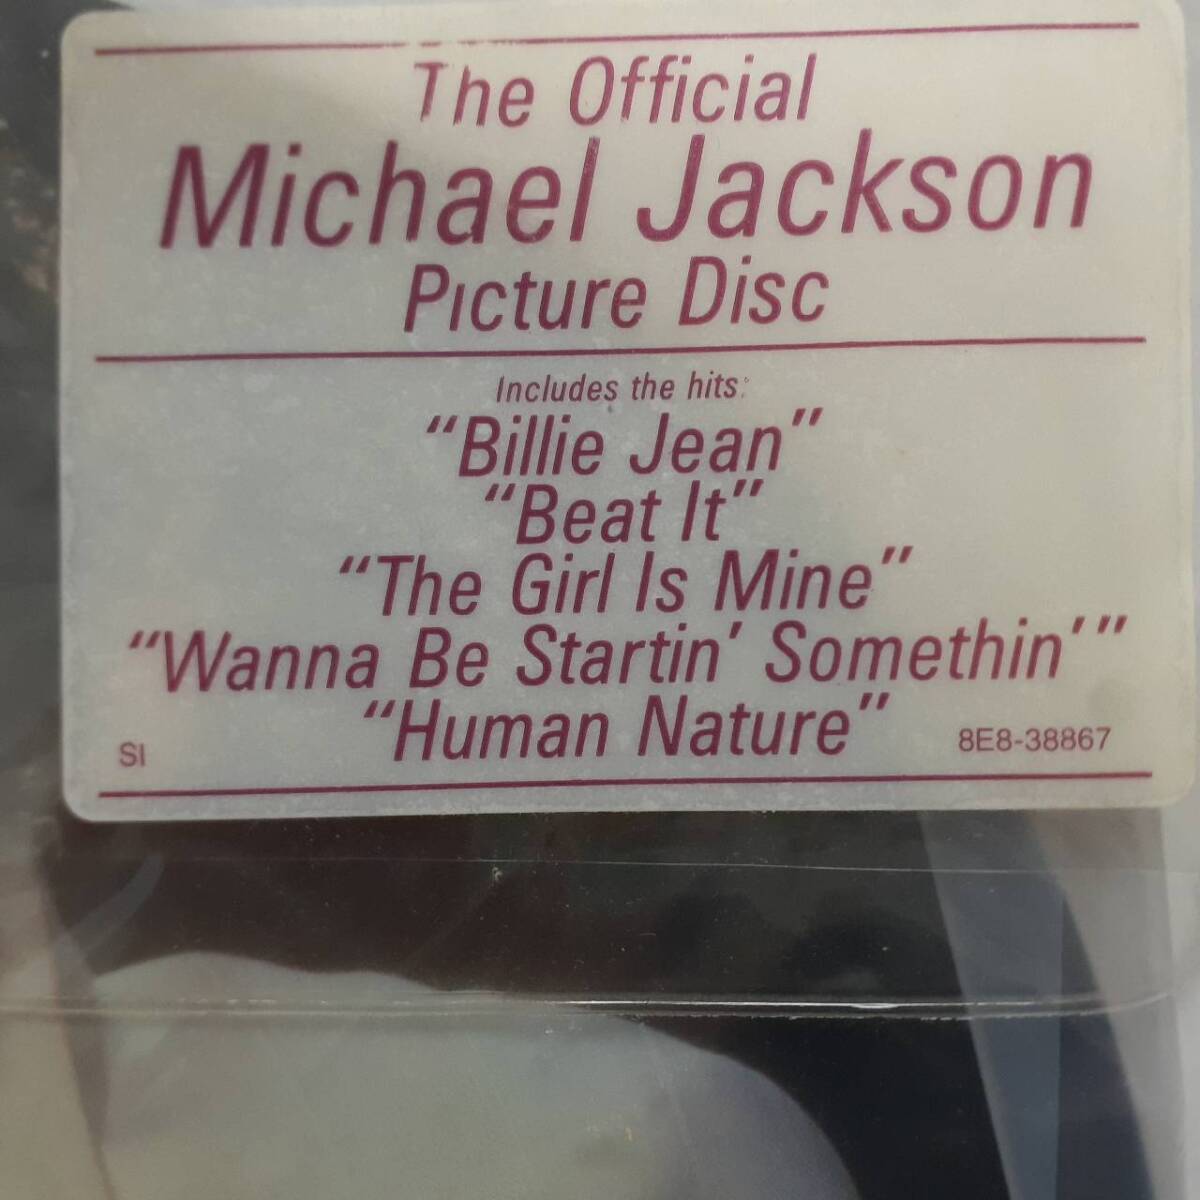 The Official
Michael Jackson
Picture Disc
Includes the hits:
“Billie Jean”
“Beat It”
“The Girl Is Mine”
“Wanna Be Startin’ Somethin’”
“Human Nature”
SI 8E8-38867